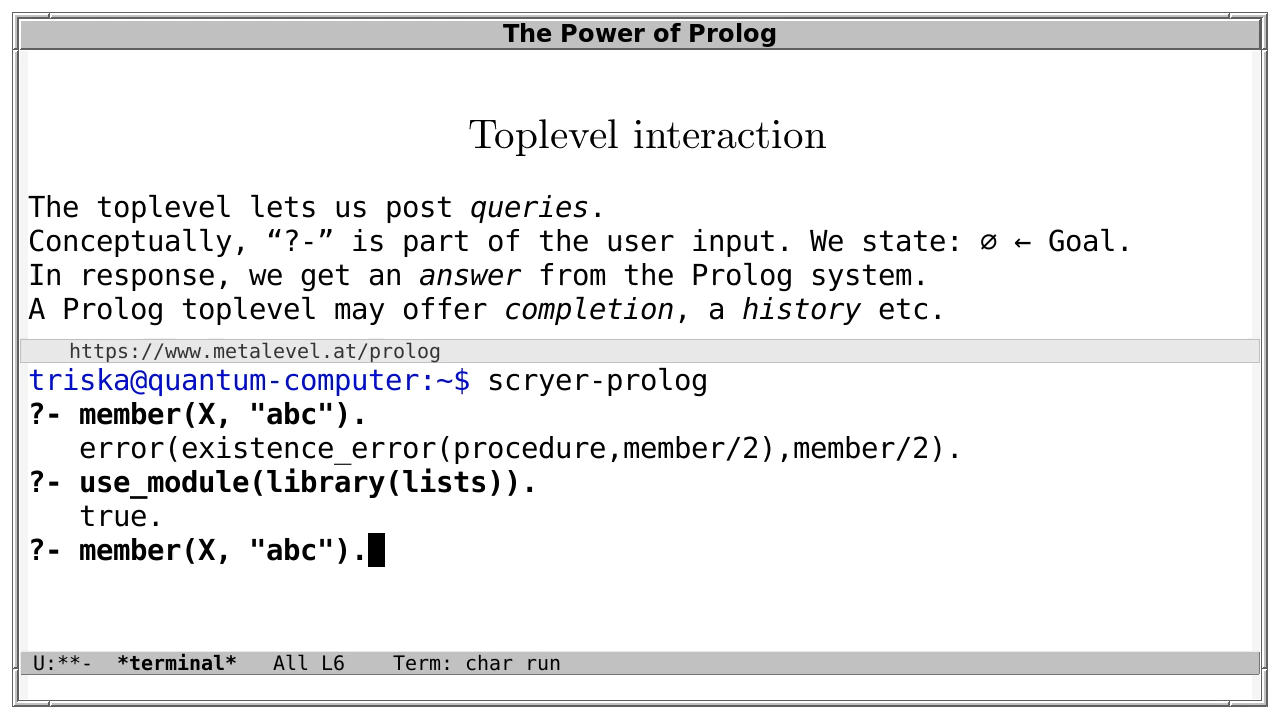 The Power of Prolog
Toplevel interaction
The toplevel lets us post queries.
Conceptually, “?-” is part of the user input. We state: ∅ ← Goal.
In response, we get an answer from the Prolog system.
A Prolog toplevel may offer completion, a history etc.
https://www.metalevel.at/prolog
triska@quantum-computer:~$ scryer-prolog
?- member(X, "abc").
   error(existence_error(procedure,member/2),member/2).
?- use_module(library(lists)).
   true.
?- member(X, "abc").
U:**-  *terminal*   All L6    Term: char run